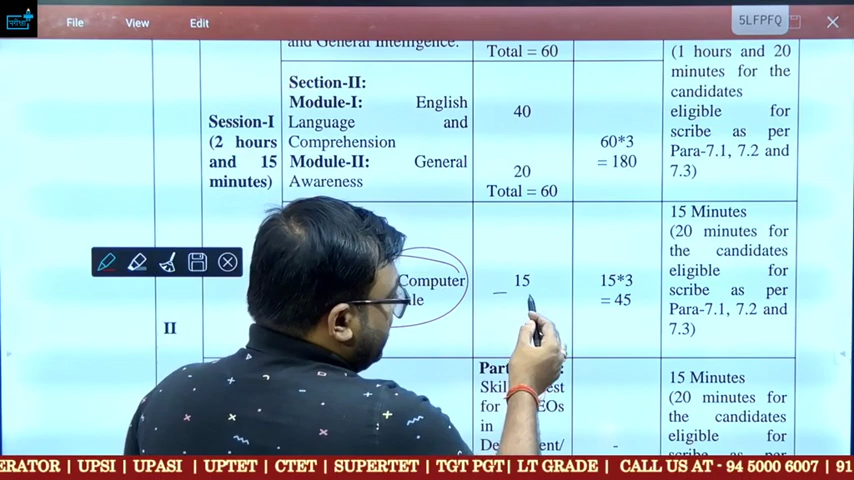 परीक्षा
File
View
Edit
5LFPFQ
and General Intelligence.
Total = 60
(1 hours and 20
minutes for the
candidates
eligible for
scribe as per
Para-7.1, 7.2 and
7.3)
Session-I
(2 hours
and 15
minutes)
Section-II:
Module-I: English
Language and
Comprehension
Module-II: General
Awareness
40
20
Total = 60
60*3
= 180
II
Computer
15
15*3
= 45
15 Minutes
(20 minutes for
the candidates
eligible for
scribe as per
Para-7.1, 7.2 and
7.3)
for
in
-
15 Minutes
(20 minutes for
the candidates
eligible for
scribe as per
ERATOR | UPSI | UPASI | UPTET | CTET | SUPERTET | TGT PGT | LT GRADE | CALL US AT - 94 5000 6007 | 91